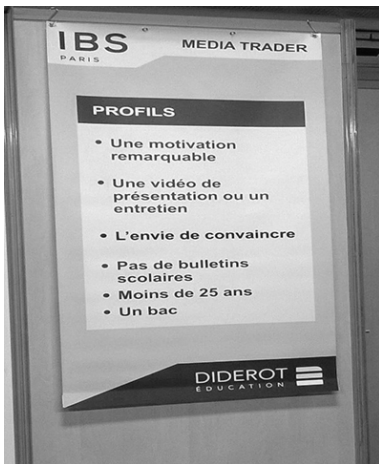 IBS
PARIS
MEDIA TRADER
PROFILS
• Une motivation
remarquable
• Une vidéo de
présentation ou un
entretien
• L'envie de convaincre
• Pas de bulletins
scolaires
• Moins de 25 ans
• Un bac
DIDEROT
EDUCATION